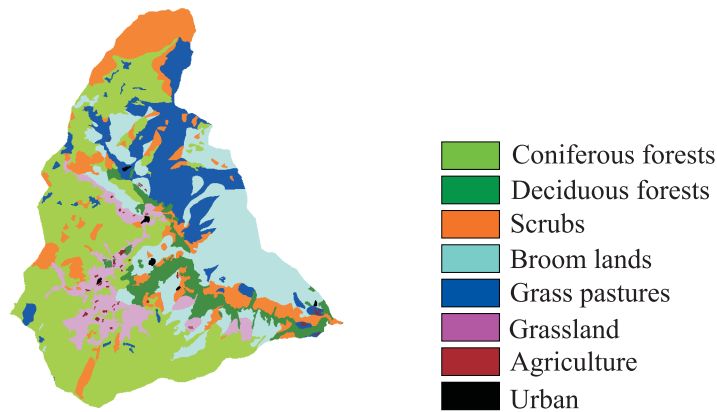 Coniferous forests
Deciduous forests
Scrubs
Broom lands
Grass pastures
Grassland
Agriculture
Urban